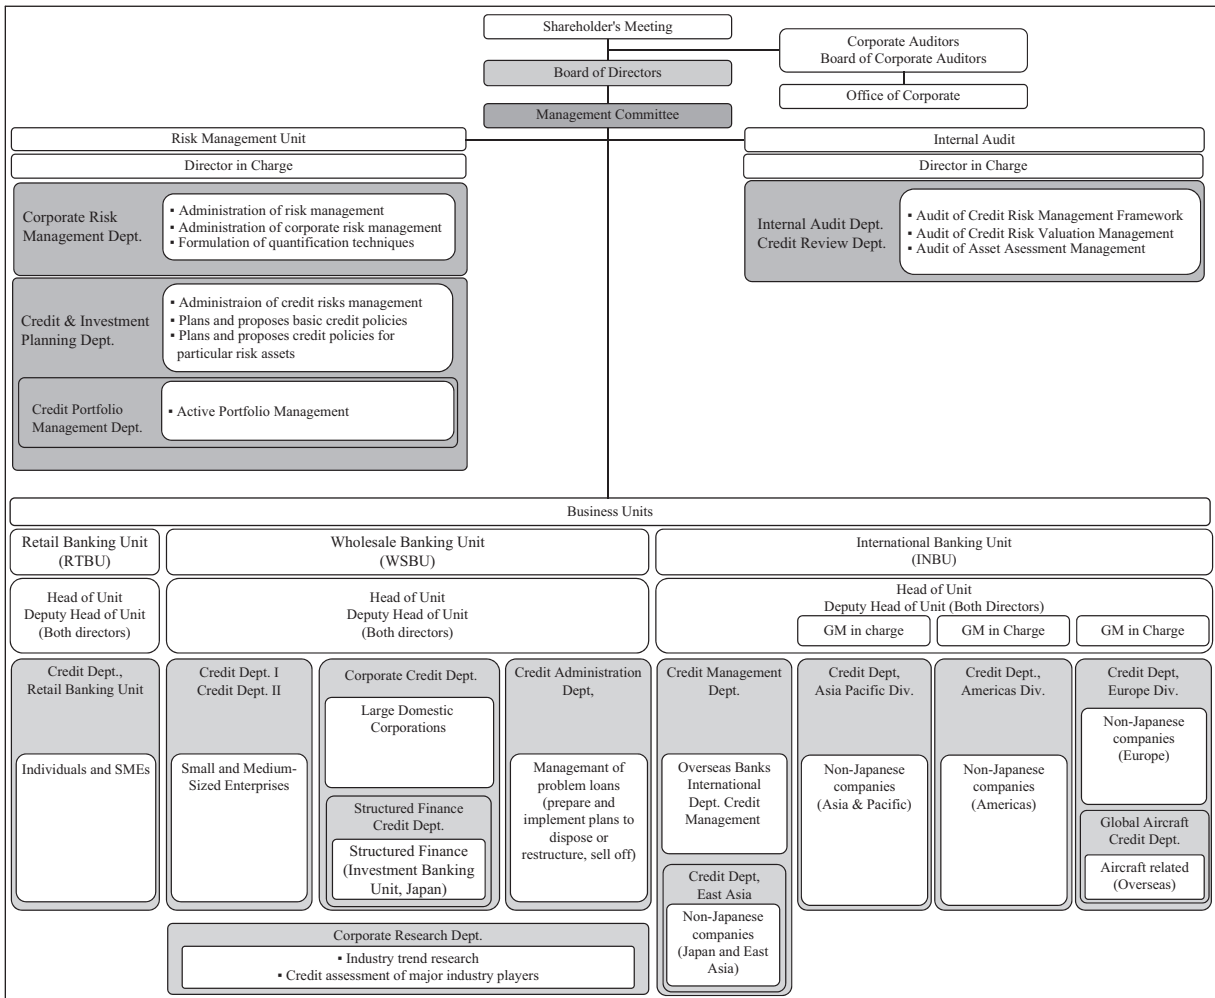 Shareholder's Meeting
Corporate Auditors
Board of Corporate Auditors
Board of Directors
Office of Corporate
Management Committee
Risk Management Unit
Director in Charge
Corporate Risk
Management Dept.
▪ Administration of risk management
▪ Administration of corporate risk management
▪ Formulation of quantification techniques
Credit & Investment
Planning Dept.
▪ Administraion of credit risks management
▪ Plans and proposes basic credit policies
▪ Plans and proposes credit policies for
particular risk assets
Credit Portfolio
Management Dept.
▪ Active Portfolio Management
Internal Audit
Director in Charge
Internal Audit Dept.
Credit Review Dept.
▪ Audit of Credit Risk Management Framework
▪ Audit of Credit Risk Valuation Management
▪ Audit of Asset Asessment Management
Business Units
Retail Banking Unit
(RTBU)
Head of Unit
Deputy Head of Unit
(Both directors)
Credit Dept.,
Retail Banking Unit
Individuals and SMEs
Wholesale Banking Unit
(WSBU)
Head of Unit
Deputy Head of Unit
(Both directors)
Credit Dept. I
Credit Dept. II
Small and Medium-
Sized Enterprises
Corporate Credit Dept.
Large Domestic
Corporations
Structured Finance
Credit Dept.
Structured Finance
(Investment Banking
Unit, Japan)
Credit Administration
Dept,
Managemant of
problem loans
(prepare and
implement plans to
dispose or
restructure, sell off)
Corporate Research Dept.
▪ Industry trend research
▪ Credit assessment of major industry players
International Banking Unit
(INBU)
Head of Unit
Deputy Head of Unit (Both Directors)
GM in charge
GM in Charge
GM in Charge
Credit Management
Dept.
Overseas Banks
International
Dept. Credit
Management
Credit Dept,
East Asia
Non-Japanese
companies
(Japan and East
Asia)
Credit Dept,
Asia Pacific Div.
Non-Japanese
companies
(Asia & Pacific)
Credit Dept.,
Americas Div.
Non-Japanese
companies
(Americas)
Credit Dept,
Europe Div.
Non-Japanese
companies
(Europe)
Global Aircraft
Credit Dept.
Aircraft related
(Overseas)